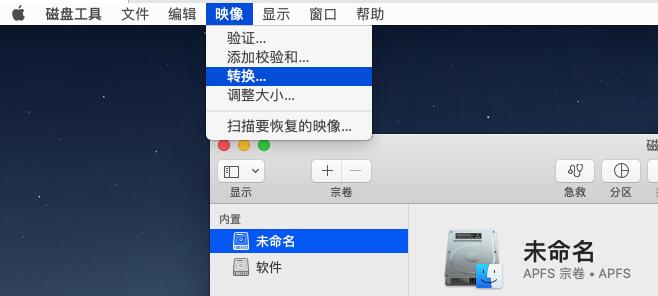 磁盘工具 文件 编辑 映像 显示 窗口 帮助
验证...
添加校验和...
转换...
调整大小...
扫描要恢复的映像...
显示 宗卷 急救 分区
内置
未命名
软件
未命名
APFS 宗卷 • APFS